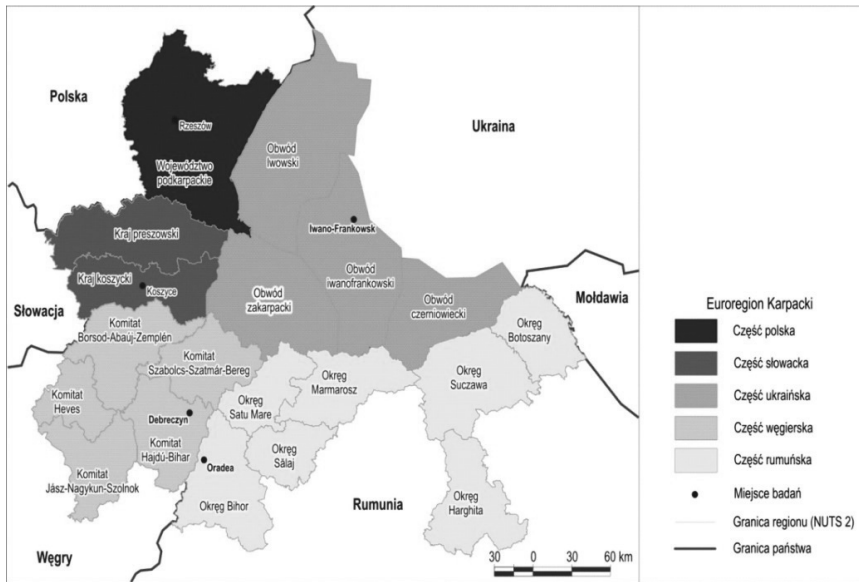 Polska
Ukraina
Rzeszów
Województwo
podkarpackie
Obwód
lwowski
Iwano-Frankowsk
Kraj preszowski
Kraj koszycki
Koszyce
Obwód
zakarpacki
Obwód
iwanofrankowski
Obwód
czerniowiecki
Słowacja
Mołdawia
Komitat
Borsod-Abaúj-Zemplén
Komitat
Szabolcs-Szatmár-Bereg
Okręg
Botoszany
Okręg
Suczawa
Okręg
Marmarosz
Okręg
Satu Mare
Komitat
Heves
Debreczyn
Komitat
Hajdú-Bihar
Okręg
Sălaj
Oradea
Komitat
Jász-Nagykun-Szolnok
Okręg Bihor
Rumunia
Okręg
Harghita
Węgry
30 0 30 60 km
Euroregion Karpacki
Część polska
Część słowacka
Część ukraińska
Część węgierska
Część rumuńska
Miejsce badań
Granica regionu (NUTS 2)
Granica państwa